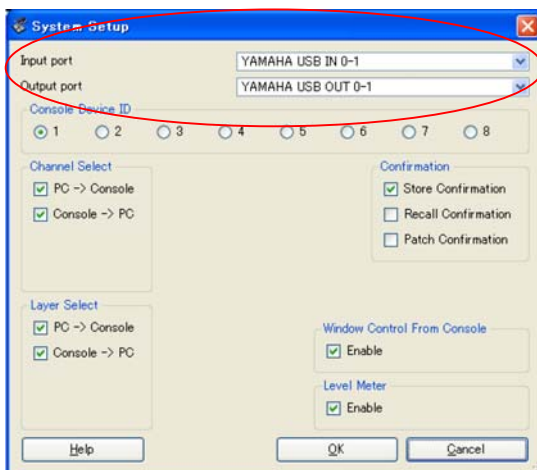 System Setup
Input port YAMAHA USB IN 0-1
Output port YAMAHA USB OUT 0-1
Console Device ID
1 2 3 4 5 6 7 8
Channel Select
PC -> Console
Console -> PC
Confirmation
Store Confirmation
Recall Confirmation
Patch Confirmation
Layer Select
PC -> Console
Console -> PC
Window Control From Console
Enable
Level Meter
Enable
Help OK Cancel